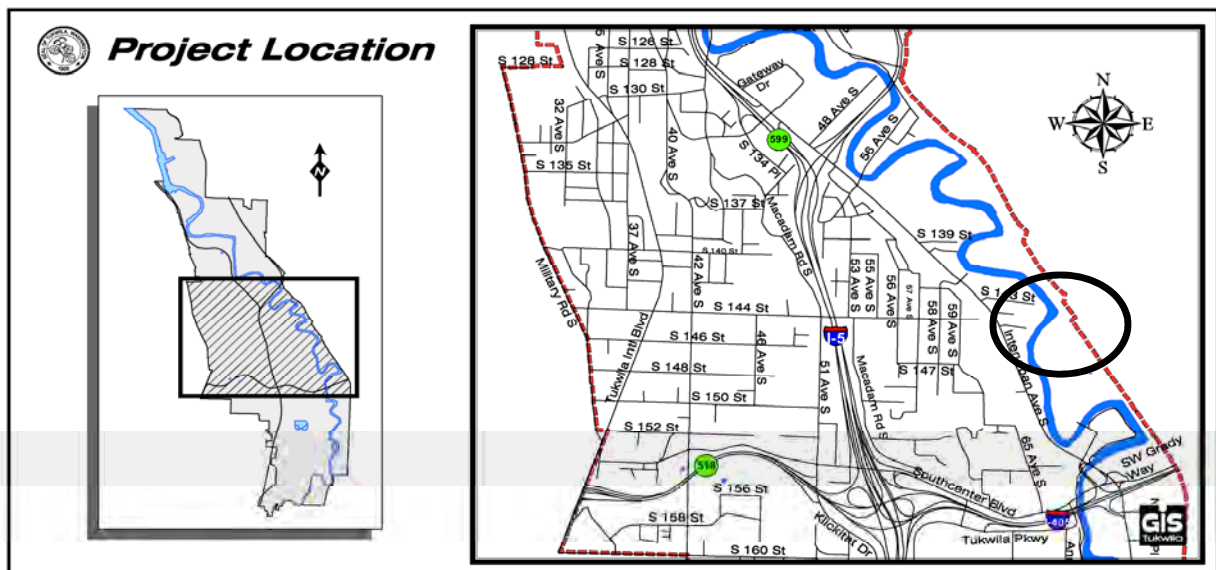 Project Location
1908
N
N
W
E
S
S 126 St
S 128 St
S 128 St
Gateway Dr
S 130 St
32 Ave S
40 Ave S
48 Ave S
56 Ave S
599
S 134 Pl
S 135 St
S 137 St
Macadam Rd S
37 Ave S
S 139 St
S 140 St
42 Ave S
Military Rd S
53 Ave S
55 Ave S
56 Ave S
57 Ave S
58 Ave S
59 Ave S
S 144 St
Tukwila Intl Blvd
S 146 St
46 Ave S
I-5
S 147 St
S 148 St
51 Ave S
Macadam Rd S
S 150 St
S 152 St
65 Ave S
SW Grady Way
518
S 156 St
Southcenter Blvd
S 158 St
Klickitat Dr
Tukwila Pkwy
S 160 St
GIS
Tukwila